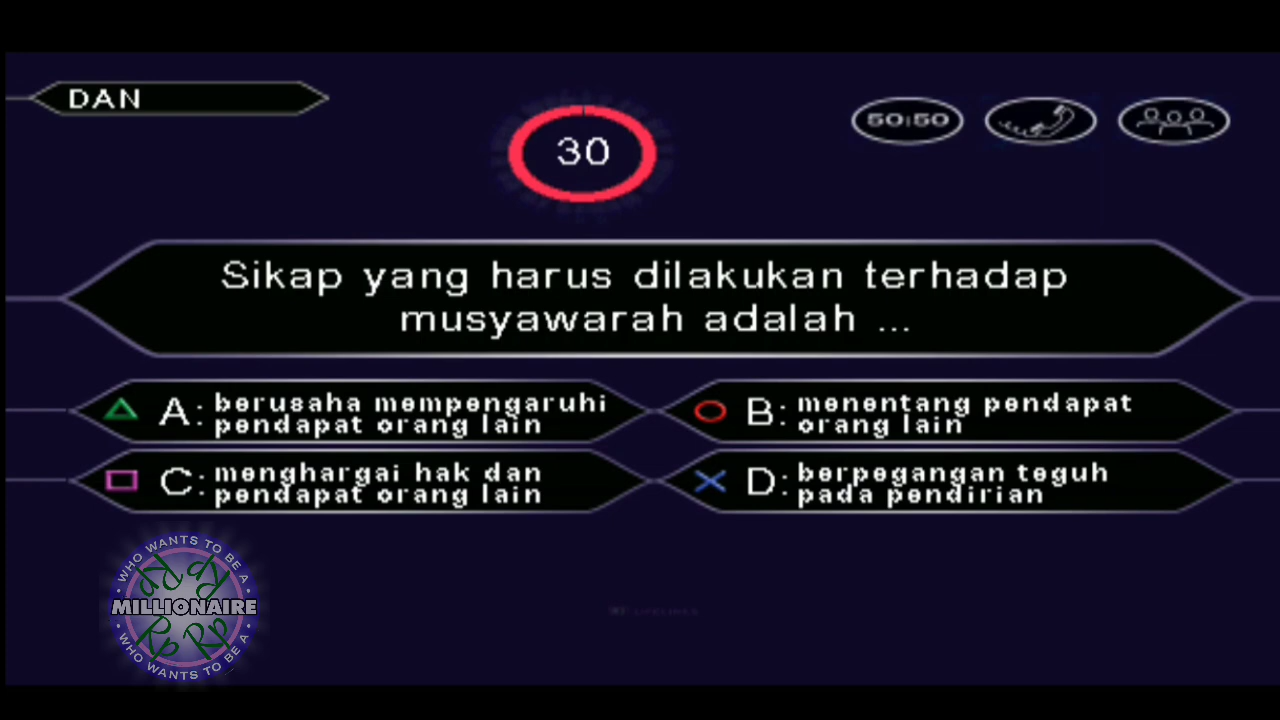 DAN
30
50:50
Sikap yang harus dilakukan terhadap
musyawarah adalah ...
A: berusaha mempengaruhi
pendapat orang lain
B: menentang pendapat
orang lain
C: menghargai hak dan
pendapat orang lain
D: berpegangan teguh
pada pendirian
WHO WANTS TO BE A
MILLIONAIRE
WHO WANTS TO BE A
Rp Rp